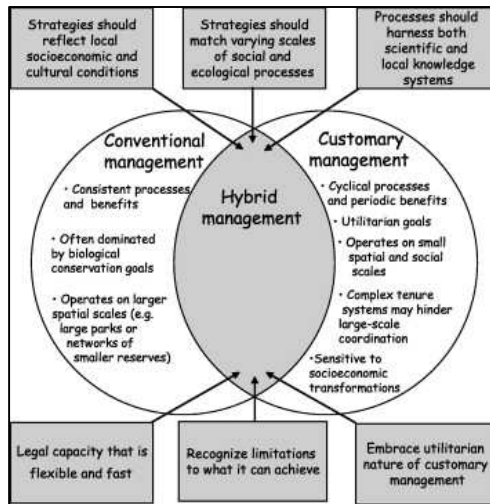 Strategies should
reflect local
socioeconomic and
cultural conditions
Strategies should
match varying scales
of social and
ecological processes
Processes should
harness both
scientific and
local knowledge
systems
Conventional
management
• Consistent processes
and benefits
• Often dominated
by biological
conservation goals
• Operates on larger
spatial scales (e.g.
large parks or
networks of
smaller reserves)
Hybrid
management
Customary
management
• Cyclical processes
and periodic benefits
• Utilitarian goals
• Operates on small
spatial and social
scales
• Complex tenure
systems may hinder
large-scale
coordination
•Sensitive to
socioeconomic
transformations
Legal capacity that is
flexible and fast
Recognize limitations
to what it can achieve
Embrace utilitarian
nature of customary
management